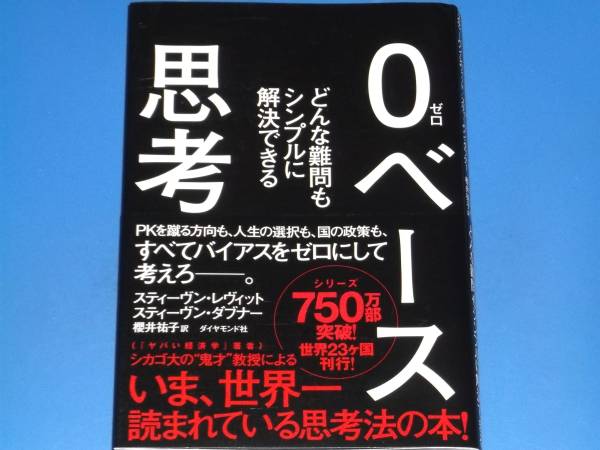 0ベース
ゼロ
思考
どんな難問も
シンプルに
解決できる
PKを蹴る方向も、人生の選択も、国の政策も、
すべてバイアスをゼロにして
考えろ——。
スティーヴン・レヴィット
スティーヴン・ダブナー
櫻井祐子 訳 ダイヤモンド社
シリーズ
750万部
突破!
世界23ヶ国
刊行!
(『ヤバい経済学』著者)
シカゴ大の"鬼才"教授による
いま、世界一
読まれている思考法の本!